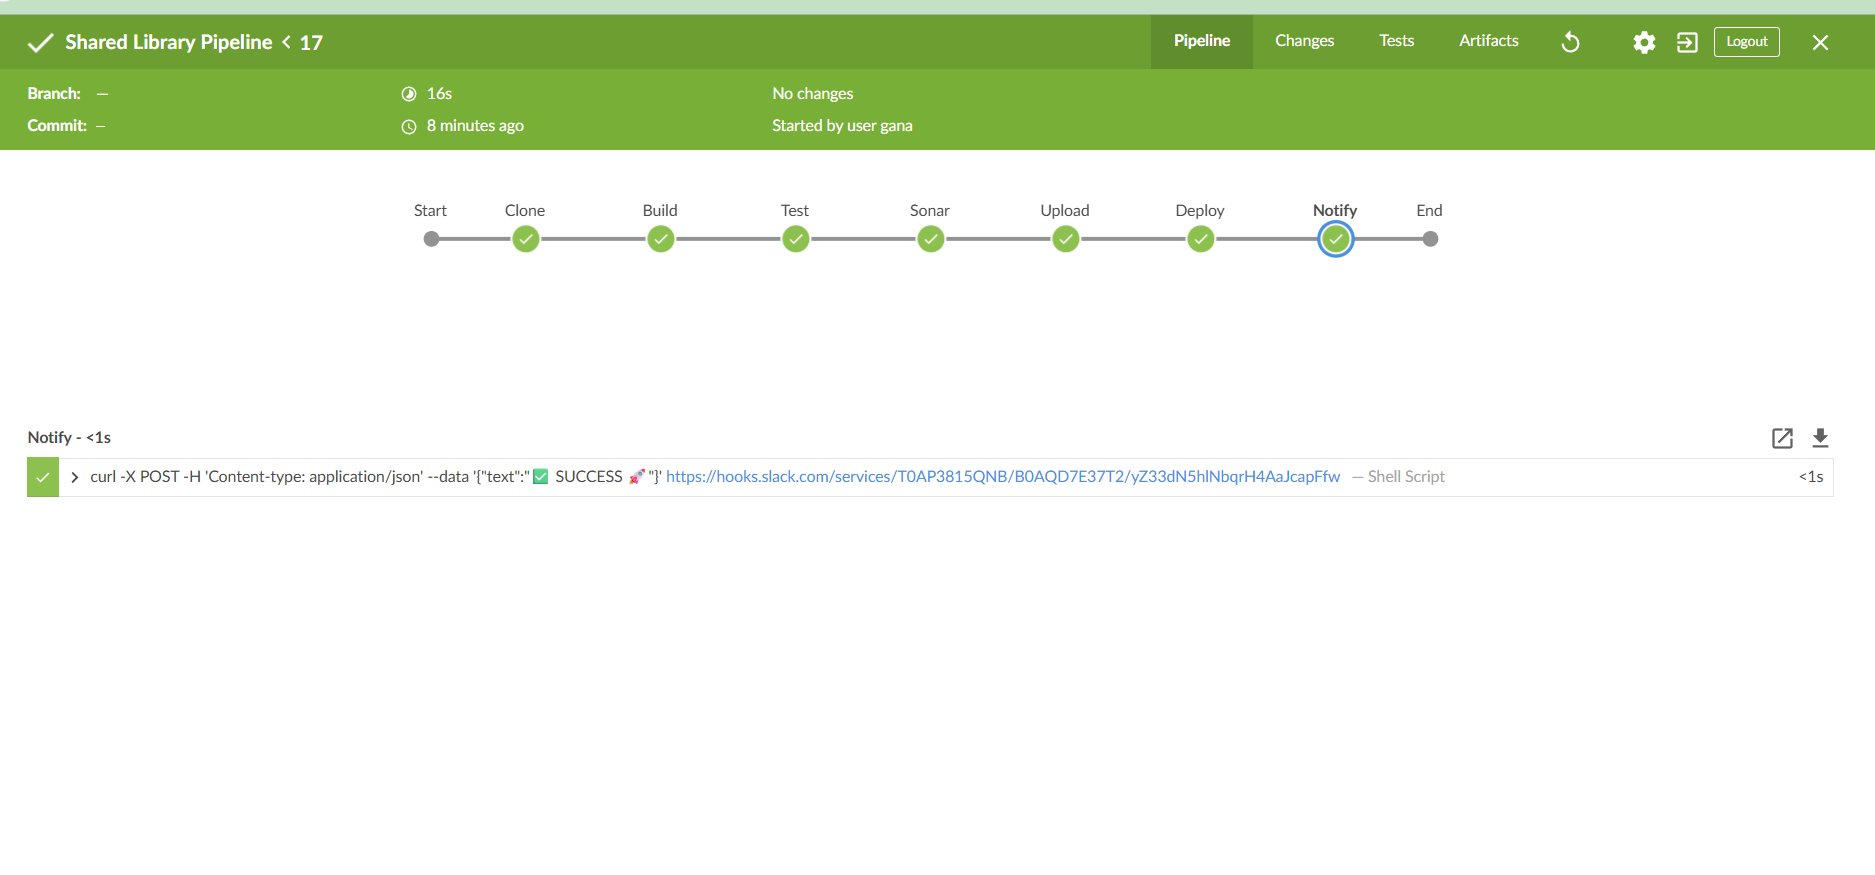 Shared Library Pipeline < 17
Pipeline
Changes
Tests
Artifacts
Logout
Branch: —
16s
No changes
Commit: —
8 minutes ago
Started by user gana
Start
Clone
Build
Test
Sonar
Upload
Deploy
Notify
End
Notify - <1s
curl -X POST -H 'Content-type: application/json' --data '{"text":"✅ SUCCESS 🚀"}' https://hooks.slack.com/services/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 — Shell Script <1s